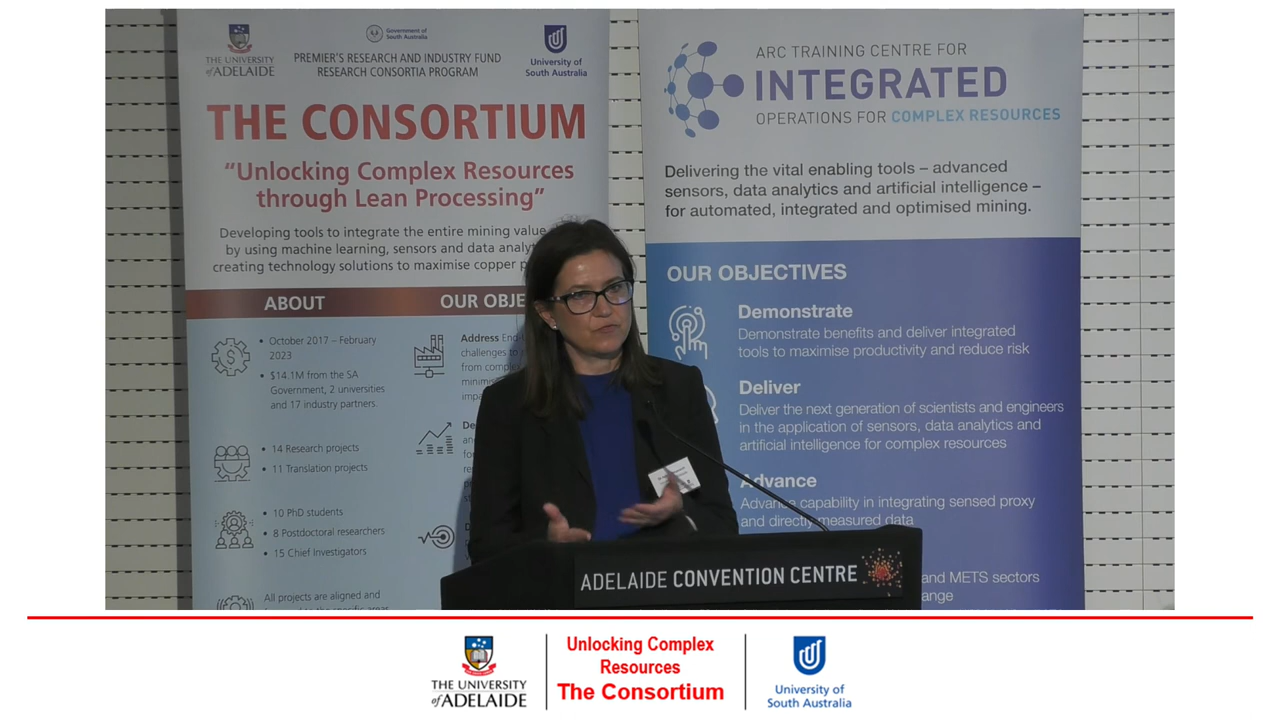 THE UNIVERSITY
of ADELAIDE
Government of
South Australia
PREMIER'S RESEARCH AND INDUSTRY FUND
RESEARCH CONSORTIA PROGRAM
University of
South Australia
THE CONSORTIUM
"Unlocking Complex Resources
through Lean Processing"
Developing tools to integrate the entire mining value
by using machine learning, sensors and data
creating technology solutions to maximise copper
ABOUT
OUR
• October 2017 – February
2023
• $14.1M from the SA
Government, 2 universities
and 17 industry partners.
• 14 Research projects
• 11 Translation projects
• 10 PhD students
• 8 Postdoctoral researchers
• 15 Chief Investigators
All projects are aligned and
Address
challenges to
from
ARC TRAINING CENTRE FOR
INTEGRATED
OPERATIONS FOR COMPLEX RESOURCES
Delivering the vital enabling tools – advanced
sensors, data analytics and artificial intelligence –
for automated, integrated and optimised mining.
OUR OBJECTIVES
Demonstrate
Demonstrate benefits and deliver integrated
tools to maximise productivity and reduce risk
Deliver
Deliver the next generation of scientists and engineers
in the application of sensors, data analytics and
artificial intelligence for complex resources
Advance
Advance capability in integrating sensed proxy
and directly measured data
and METS sectors
ADELAIDE CONVENTION CENTRE
THE UNIVERSITY
of ADELAIDE
Unlocking Complex
Resources
The Consortium
University of
South Australia